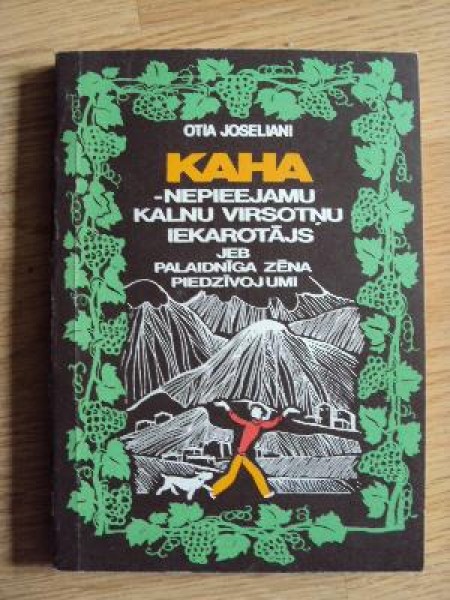 OTIA JOSELIANI
KAHA
-NEPIEEJAMU
KALNU VIRSOTŅU
IEKAROTĀJS
JEB
PALAIDNĪGA ZĒNA
PIEDZĪVOJUMI